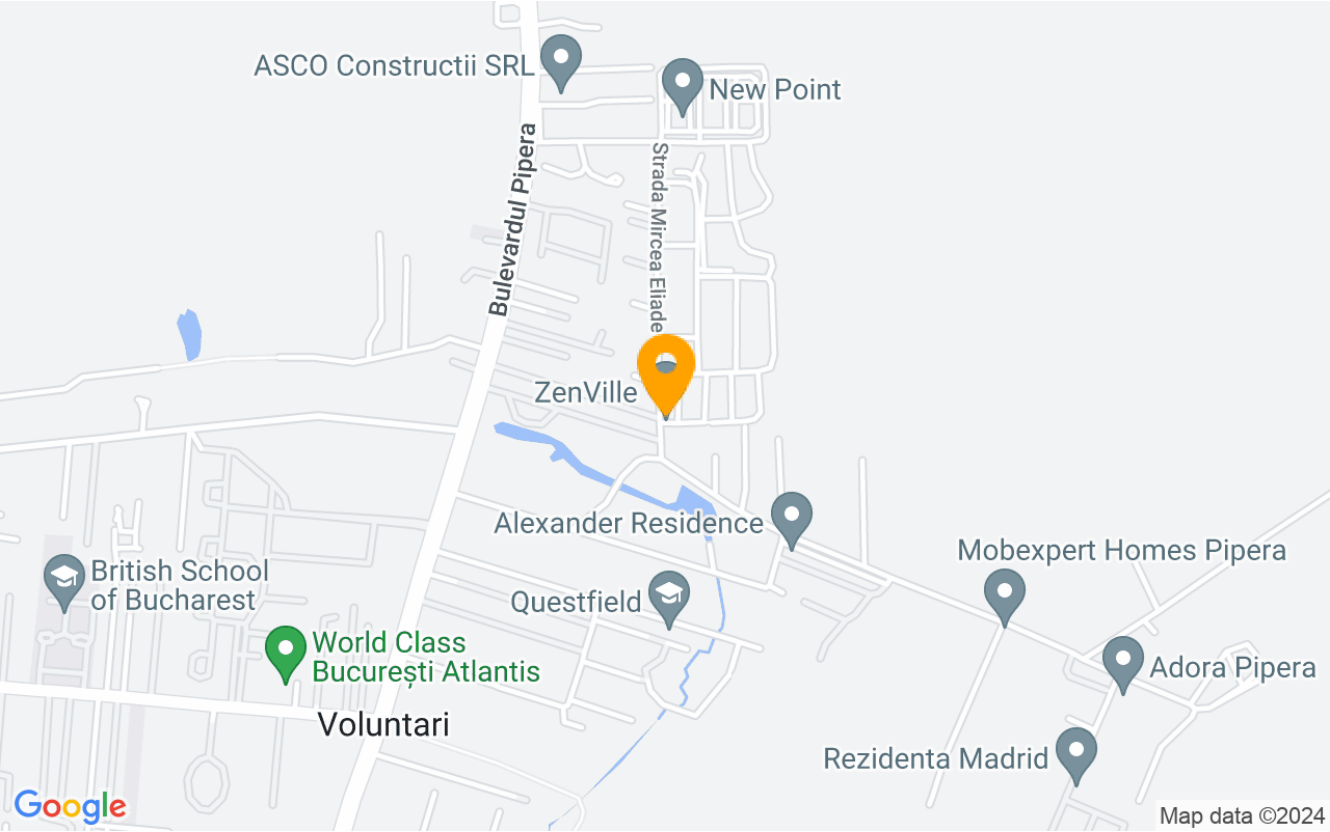 ASCO Constructii SRL
New Point
Bulevardul Pipera
Strada Mircea Eliade
ZenVille
Alexander Residence
Mobexpert Homes Pipera
British School
of Bucharest
Questfield
World Class
București Atlantis
Adora Pipera
Voluntari
Rezidenta Madrid
Google
Map data ©2024